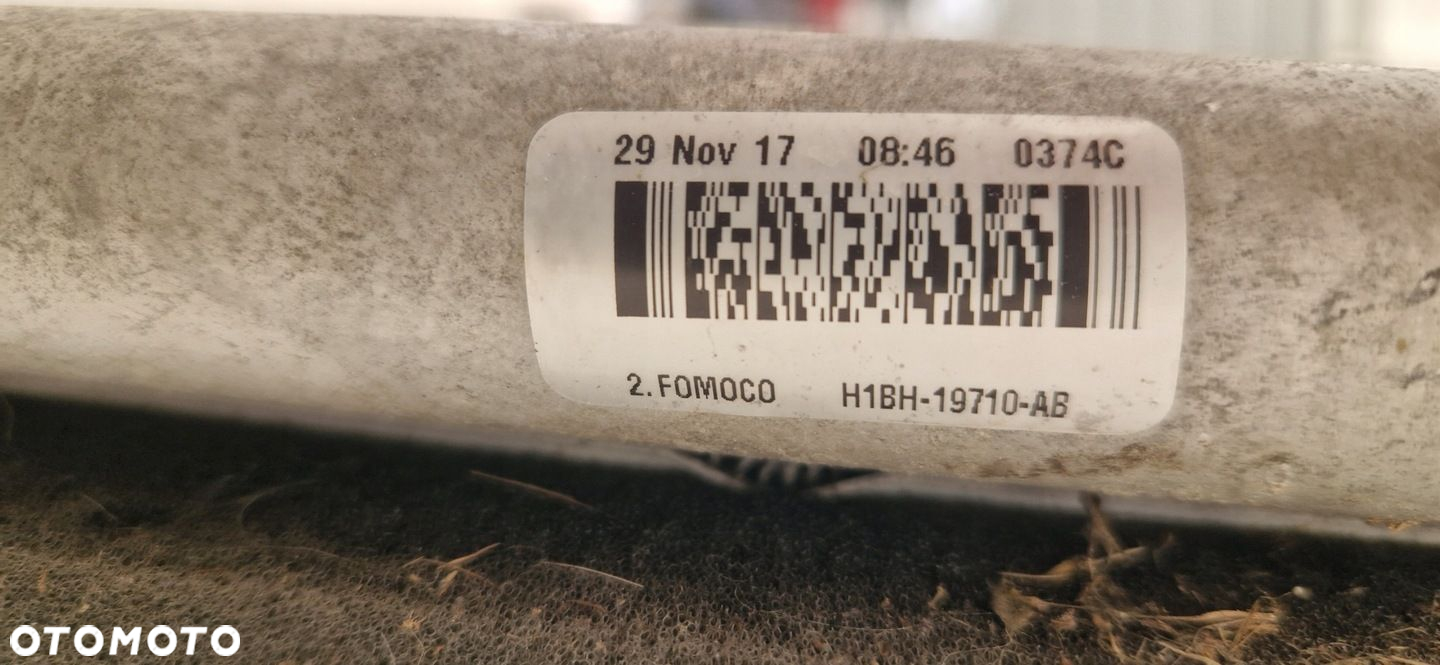 29 Nov 17 08:46 0374C
2. FOMOCO H1BH-19710-AB
OTOMOTO